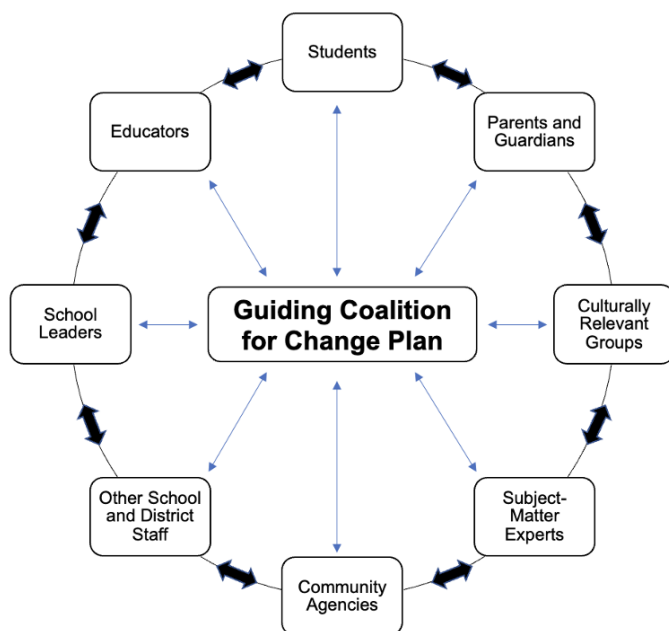 Students
Educators
Parents and
Guardians
School
Leaders
Guiding Coalition
for Change Plan
Culturally
Relevant
Groups
Other School
and District
Staff
Subject-
Matter
Experts
Community
Agencies